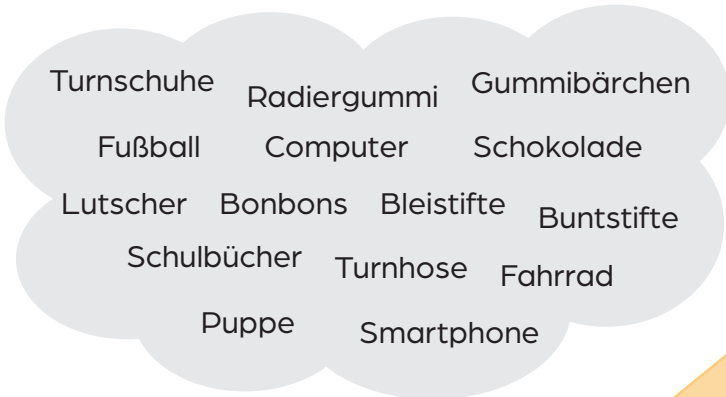 Turnschuhe Radiergummi Gummibärchen
Fußball Computer Schokolade
Lutscher Bonbons Bleistifte Buntstifte
Schulbücher Turnhose Fahrrad
Puppe Smartphone